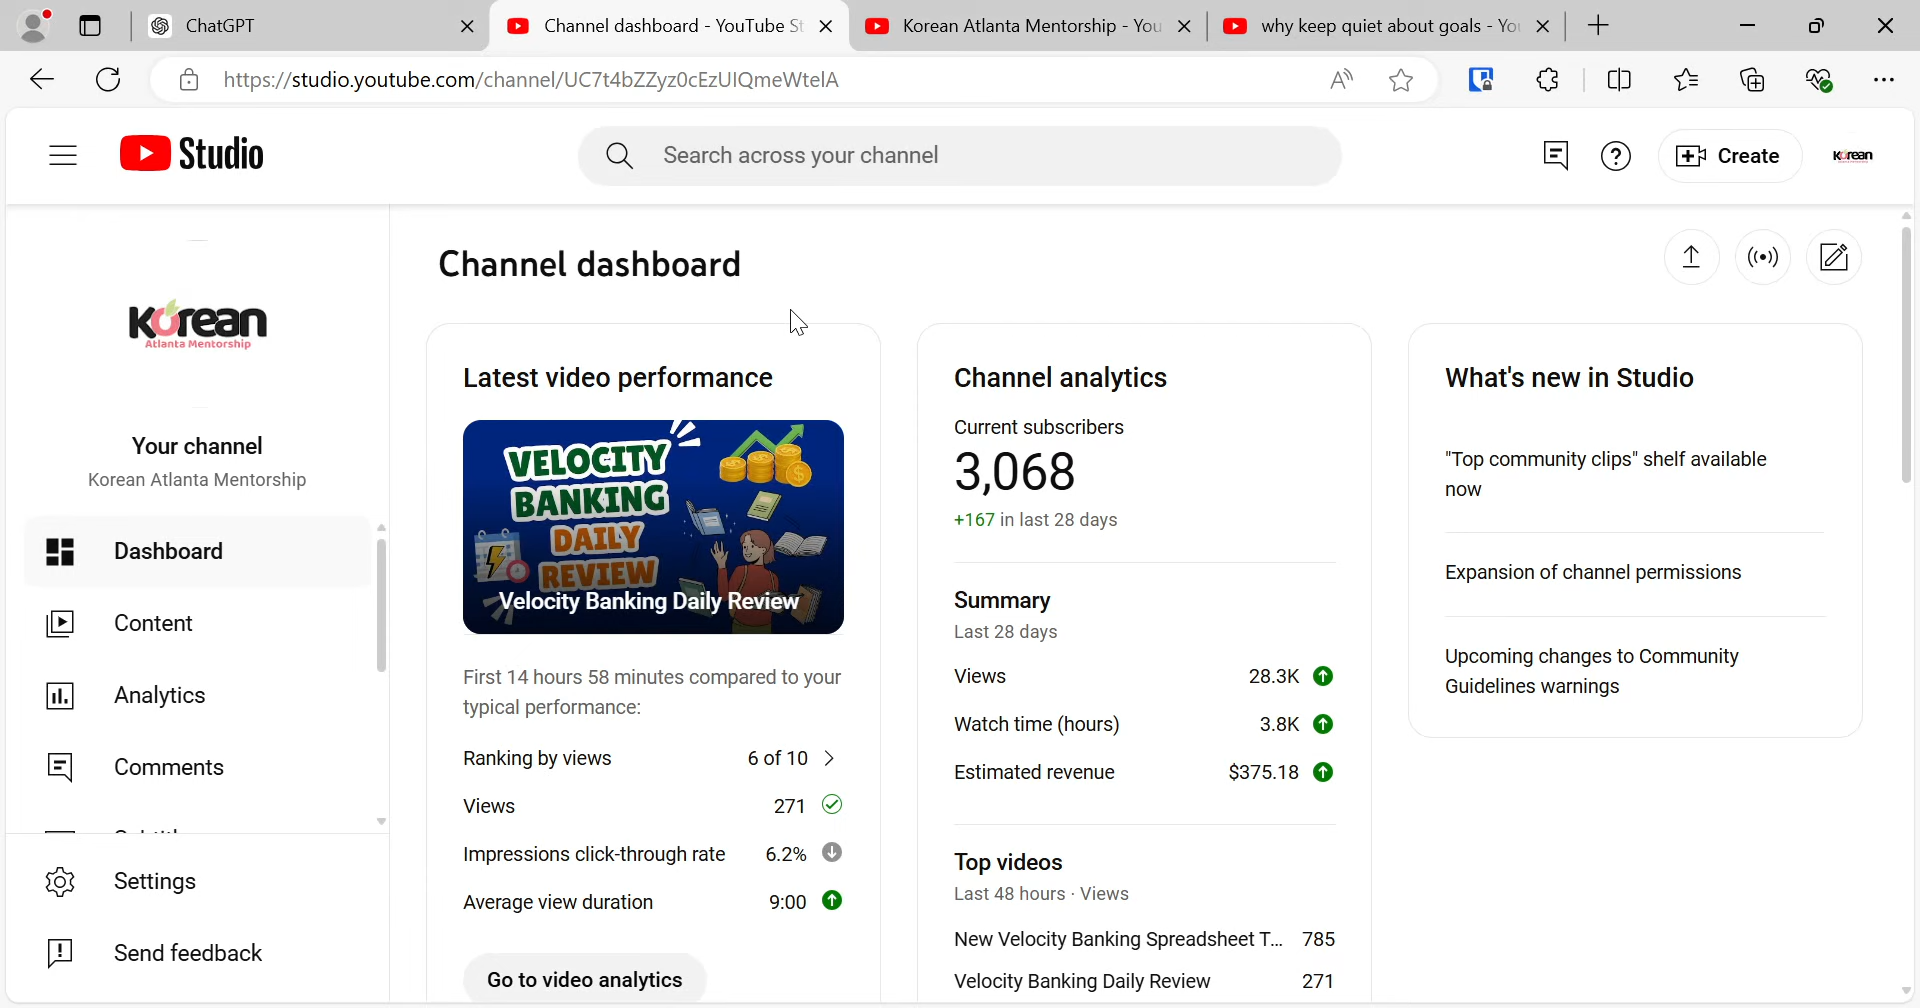 ChatGPT
Channel dashboard - YouTube St
Korean Atlanta Mentorship - You
why keep quiet about goals - You
https://studio.youtube.com/channel/UC7t4bZZyz0cEzUIQmeWtelA
Studio
Search across your channel
Create
Korean
Korean
Atlanta Mentorship
Your channel
Korean Atlanta Mentorship
Dashboard
Content
Analytics
Comments
Settings
Send feedback
Channel dashboard
Latest video performance
VELOCITY
BANKING
DAILY
REVIEW
Velocity Banking Daily Review
First 14 hours 58 minutes compared to your
typical performance:
Ranking by views 6 of 10
Views 271
Impressions click-through rate 6.2%
Average view duration 9:00
Go to video analytics
Channel analytics
Current subscribers
3,068
+167 in last 28 days
Summary
Last 28 days
Views 28.3K
Watch time (hours) 3.8K
Estimated revenue $375.18
Top videos
Last 48 hours · Views
New Velocity Banking Spreadsheet T... 785
Velocity Banking Daily Review 271
What's new in Studio
"Top community clips" shelf available
now
Expansion of channel permissions
Upcoming changes to Community
Guidelines warnings